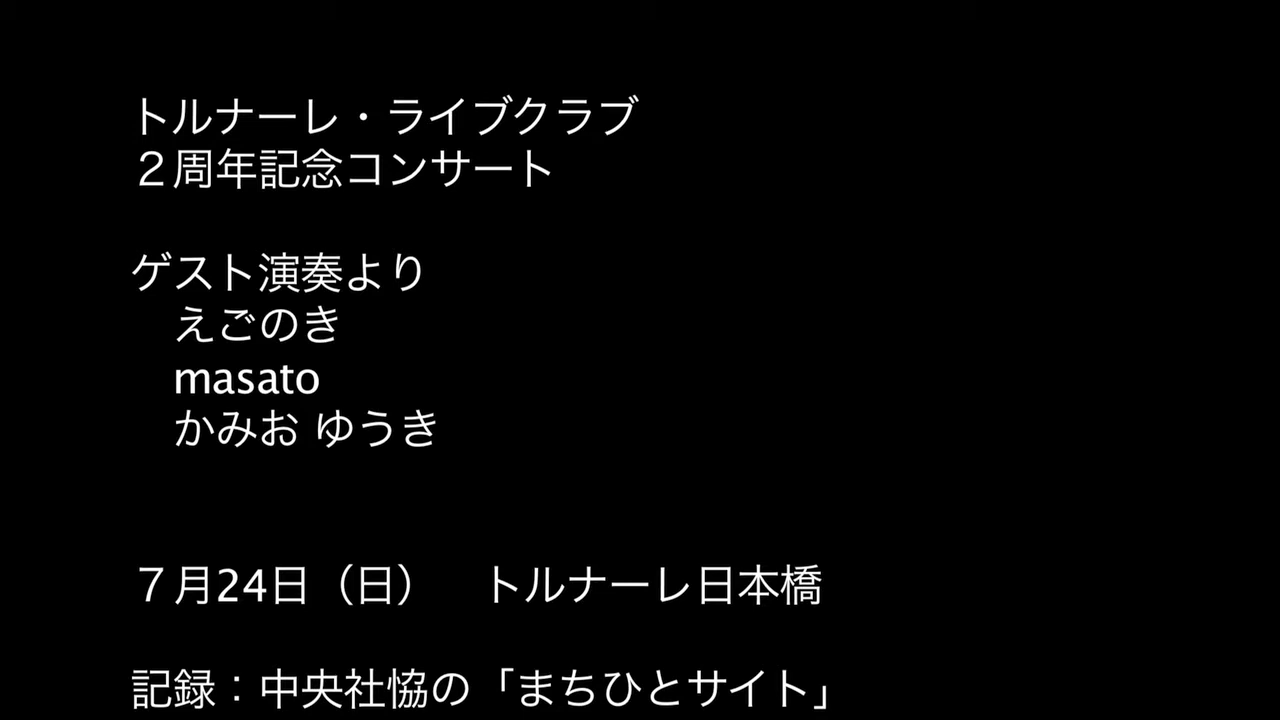 トルナーレ・ライブクラブ
２周年記念コンサート
ゲスト演奏より
えごのき
masato
かみお ゆうき
７月24日（日）　トルナーレ日本橋
記録：中央社協の「まちひとサイト」